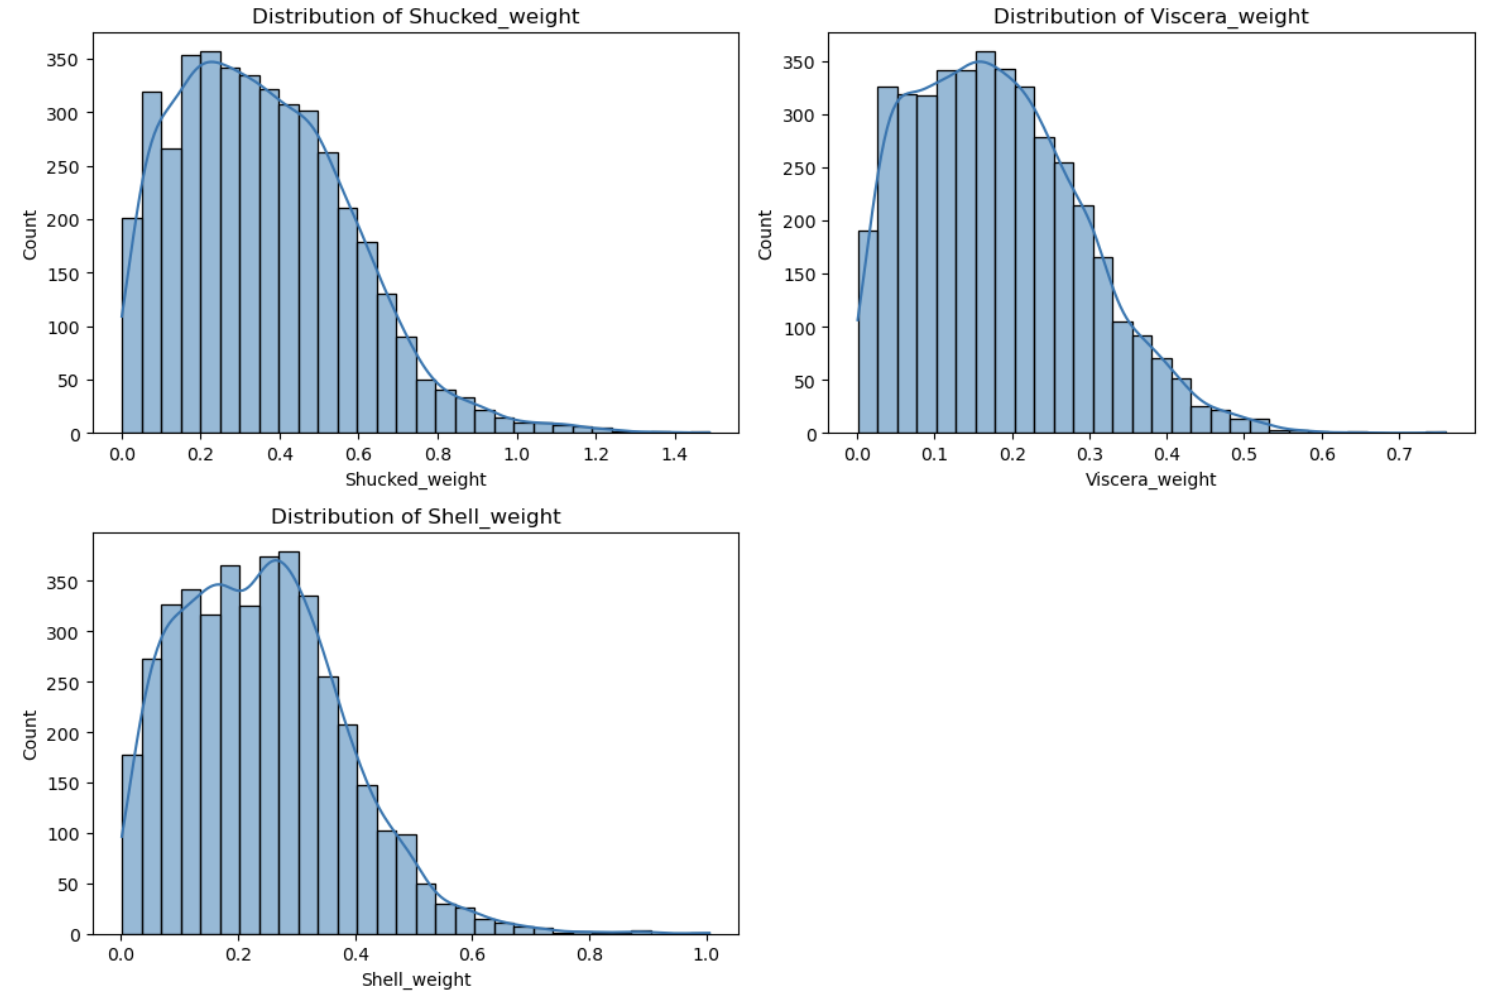 Distribution of Shucked_weight
350
300
250
200
150
100
50
0
Count
0.0 0.2 0.4 0.6 0.8 1.0 1.2 1.4
Shucked_weight
Distribution of Viscera_weight
350
300
250
200
150
100
50
0
Count
0.0 0.1 0.2 0.3 0.4 0.5 0.6 0.7
Viscera_weight
Distribution of Shell_weight
350
300
250
200
150
100
50
0
Count
0.0 0.2 0.4 0.6 0.8 1.0
Shell_weight